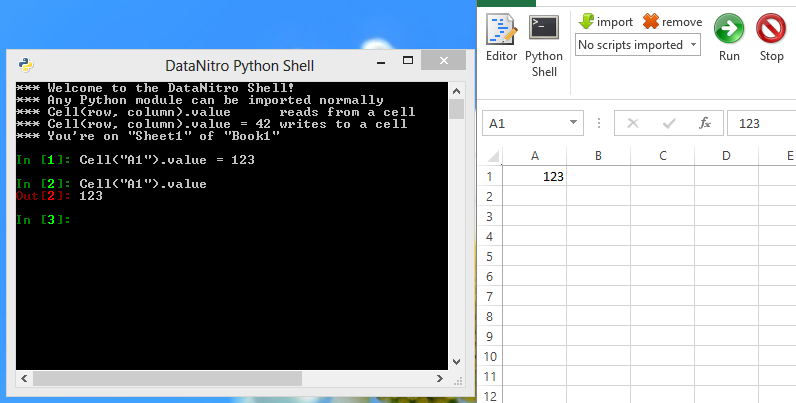 DataNitro Python Shell
*** Welcome to the DataNitro Shell!
*** Any Python module can be imported normally
*** Cell(row, column).value      reads from a cell
*** Cell(row, column).value = 42 writes to a cell
*** You're on "Sheet1" of "Book1"
In [1]: Cell("A1").value = 123
In [2]: Cell("A1").value
Out[2]: 123
In [3]:
Editor
Python
Shell
import remove
No scripts imported
Run Stop
A1 fx 123
A B C D E
1 123
2
3
4
5
6
7
8
9
10
11
12